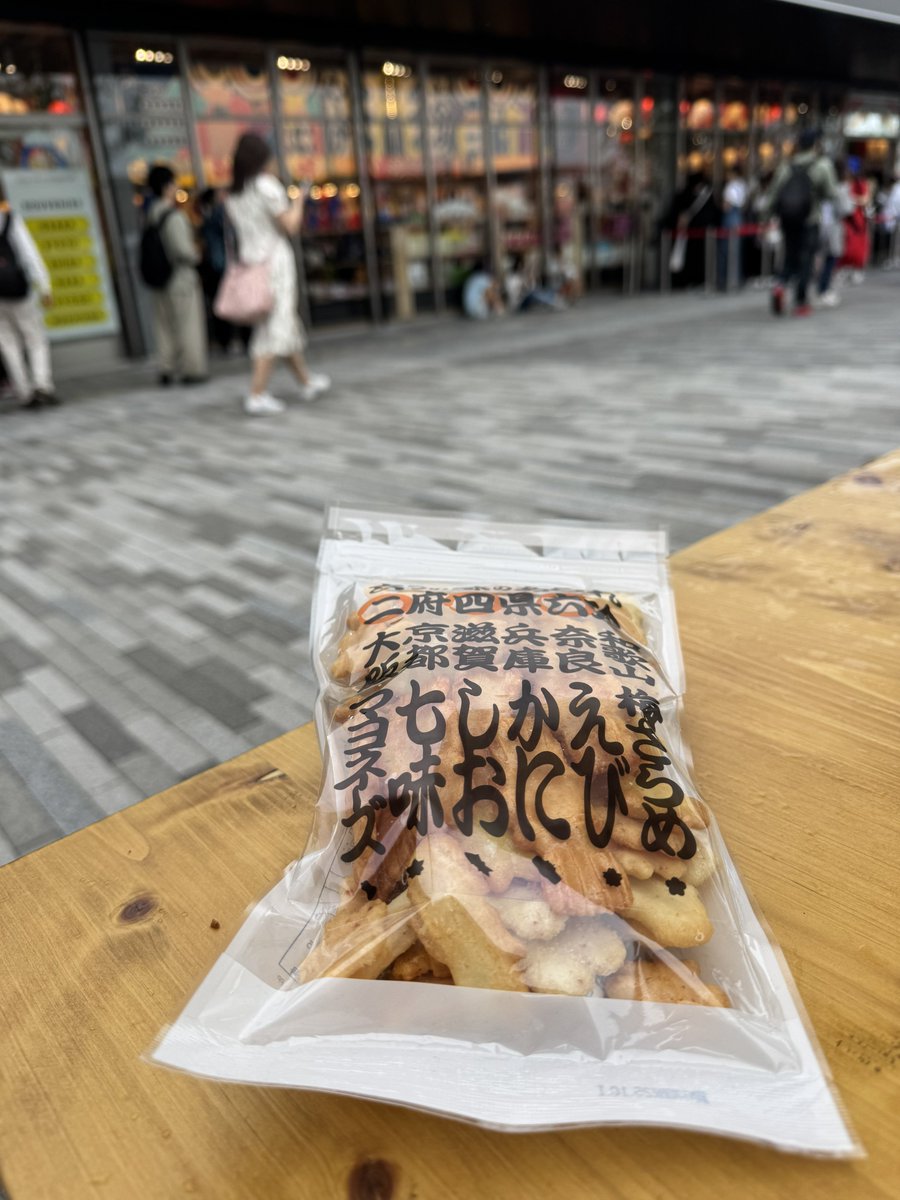 二府四県六
大阪 京都 滋賀 兵庫 奈良 和歌山
マヨネーズ 七味 しお かに えび 梅ざらめ